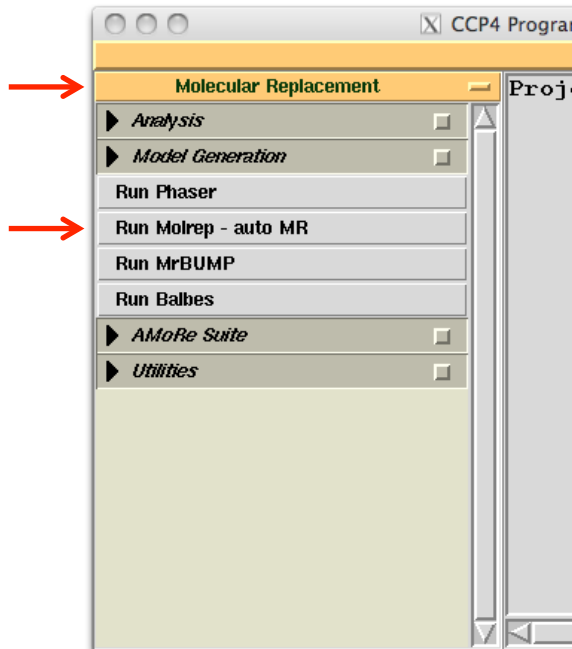 CCP4 Program
Molecular Replacement
Proj
Analysis
Model Generation
Run Phaser
Run Molrep - auto MR
Run MrBUMP
Run Balbes
AMoRe Suite
Utilities